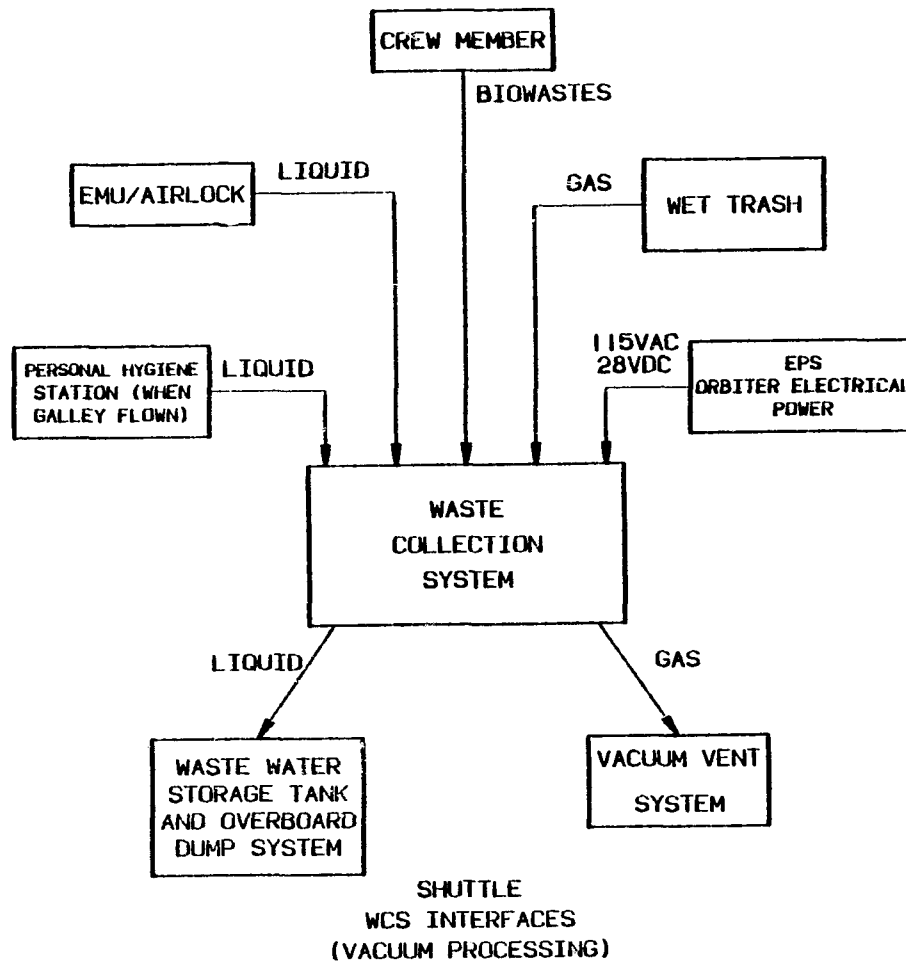 CREW MEMBER
BIOWASTES
LIQUID
EMU/AIRLOCK
GAS
WET TRASH
PERSONAL HYGIENE
STATION (WHEN
GALLEY FLOWN)
LIQUID
115VAC
28VDC
EPS
ORBITER ELECTRICAL
POWER
WASTE
COLLECTION
SYSTEM
LIQUID
GAS
WASTE WATER
STORAGE TANK
AND OVERBOARD
DUMP SYSTEM
VACUUM VENT
SYSTEM
SHUTTLE
WCS INTERFACES
(VACUUM PROCESSING)